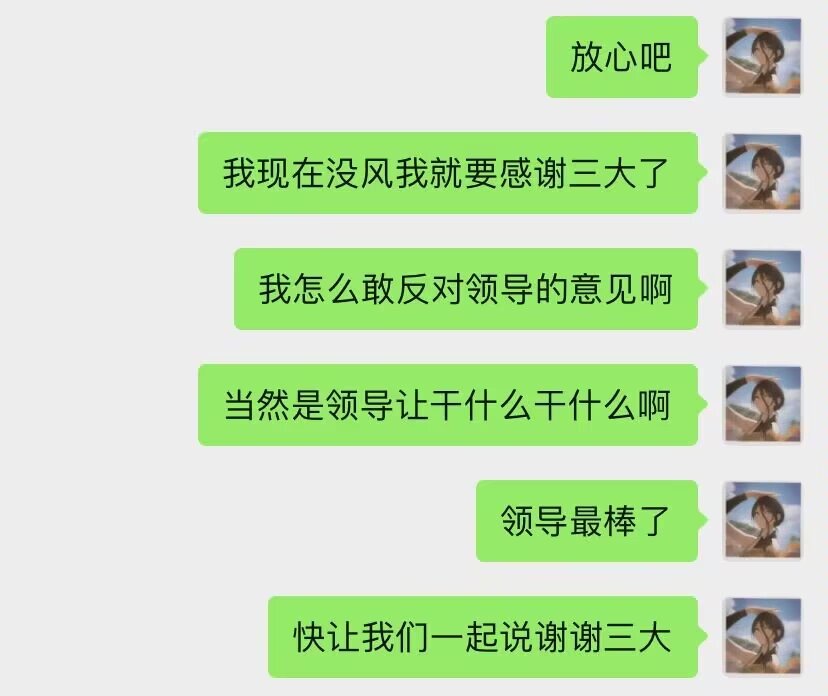 放心吧
我现在没风我就要感谢三大了
我怎么敢反对领导的意见啊
当然是领导让干什么干什么啊
领导最棒了
快让我们一起说谢谢三大